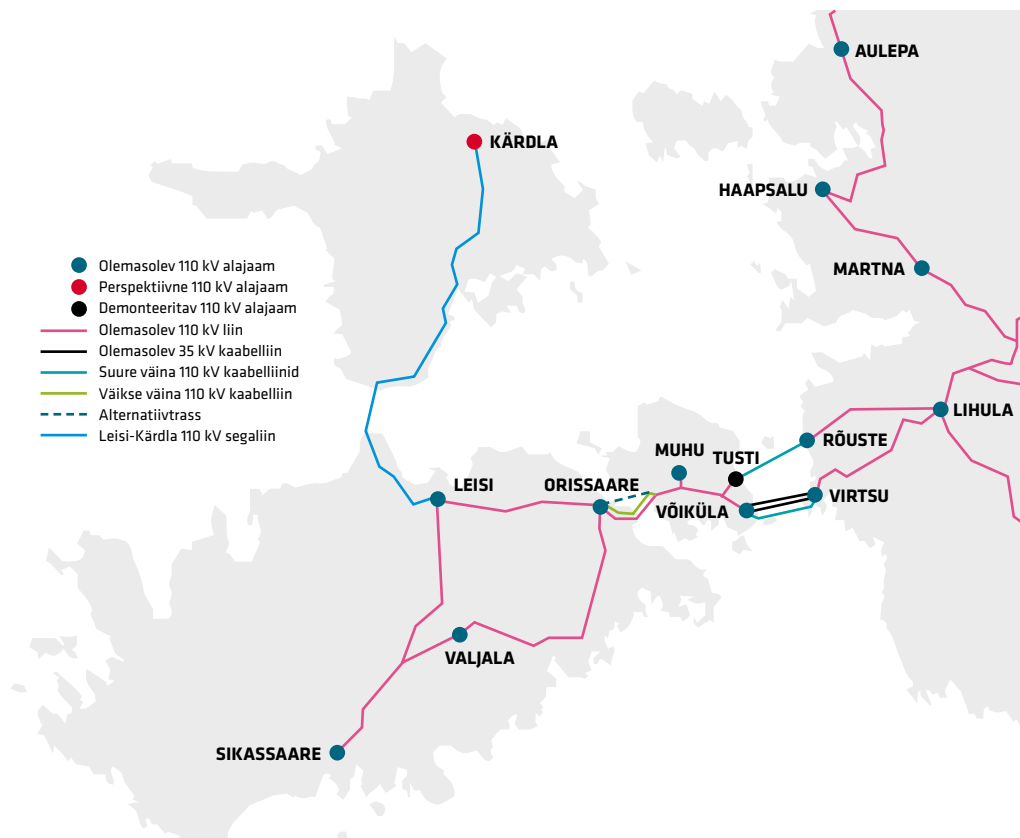 AULEPA
KÄRDLA
HAAPSALU
MARTNA
Olemasolev 110 kV alajaam
Perspektiivne 110 kV alajaam
Demonteeritav 110 kV alajaam
Olemasolev 110 kV liin
Olemasolev 35 kV kaabelliin
Suure väina 110 kV kaabelliinid
Väikse väina 110 kV kaabelliin
Alternatiivtrass
Leisi-Kärdla 110 kV segaliin
LIHULA
RÕUSTE
MUHU
TUSTI
LEISI
ORISSAARE
VIRTSU
VÕIKÜLA
VALJALA
SIKASSAARE